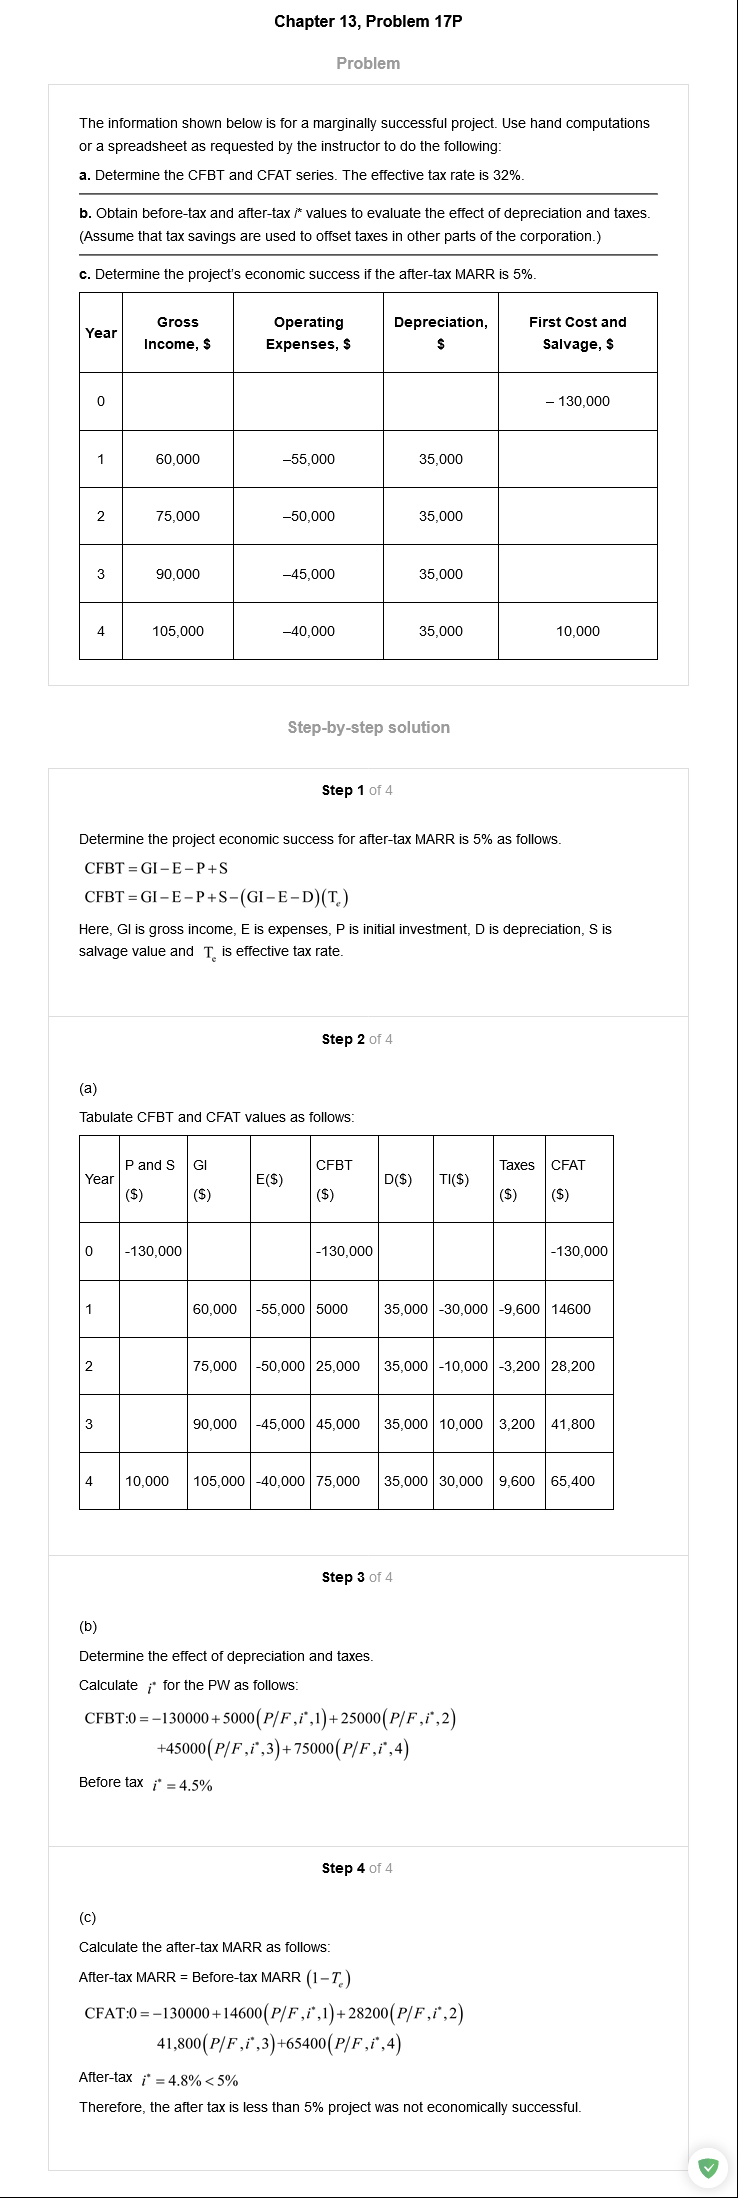 Chapter 13, Problem 17P
Problem
The information shown below is for a marginally successful project. Use hand computations
or a spreadsheet as requested by the instructor to do the following:
a. Determine the CFBT and CFAT series. The effective tax rate is 32%.
b. Obtain before-tax and after-tax i* values to evaluate the effect of depreciation and taxes.
(Assume that tax savings are used to offset taxes in other parts of the corporation.)
c. Determine the project's economic success if the after-tax MARR is 5%.
Year Gross Income, $ Operating Expenses, $ Depreciation, $ First Cost and Salvage, $
0 – 130,000
1 60,000 –55,000 35,000
2 75,000 –50,000 35,000
3 90,000 –45,000 35,000
4 105,000 –40,000 35,000 10,000
Step-by-step solution
Step 1 of 4
Determine the project economic success for after-tax MARR is 5% as follows.
CFBT = GI – E – P + S
CFBT = GI – E – P + S – (GI – E – D)(Te)
Here, GI is gross income, E is expenses, P is initial investment, D is depreciation, S is
salvage value and Te is effective tax rate.
Step 2 of 4
(a)
Tabulate CFBT and CFAT values as follows:
Year P and S ($) GI ($) E($) CFBT ($) D($) TI($) Taxes ($) CFAT ($)
0 -130,000 -130,000 -130,000
1 60,000 -55,000 5000 35,000 -30,000 -9,600 14600
2 75,000 -50,000 25,000 35,000 -10,000 -3,200 28,200
3 90,000 -45,000 45,000 35,000 10,000 3,200 41,800
4 10,000 105,000 -40,000 75,000 35,000 30,000 9,600 65,400
Step 3 of 4
(b)
Determine the effect of depreciation and taxes.
Calculate i* for the PW as follows:
CFBT:0 = –130000 + 5000(P/F,i*,1) + 25000(P/F,i*,2)
+45000(P/F,i*,3) + 75000(P/F,i*,4)
Before tax i* = 4.5%
Step 4 of 4
(c)
Calculate the after-tax MARR as follows:
After-tax MARR = Before-tax MARR (1–Te)
CFAT:0 = –130000 + 14600(P/F,i*,1) + 28200(P/F,i*,2)
41,800(P/F,i*,3)+65400(P/F,i*,4)
After-tax i* = 4.8% < 5%
Therefore, the after tax is less than 5% project was not economically successful.